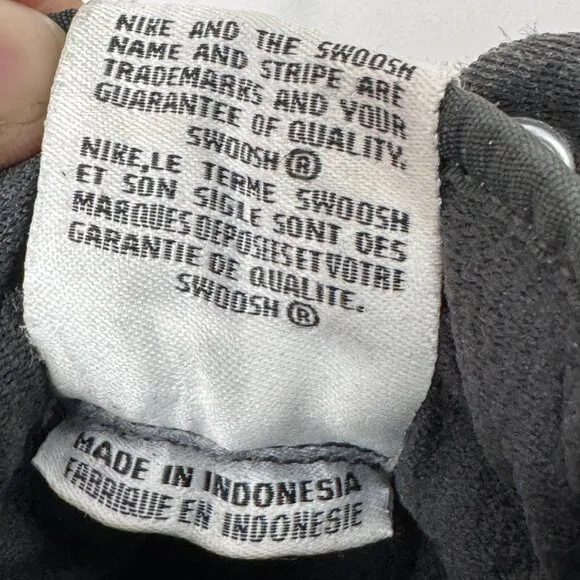 NIKE AND THE SWOOSH
NAME AND STRIPE ARE
TRADEMARKS AND YOUR
GUARANTEE OF QUALITY.
SWOOSH ®
NIKE, LE TERME SWOOSH
ET SON SIGLE SONT DES
MARQUES DEPOSEES ET VOTRE
GARANTIE DE QUALITE.
SWOOSH ®
MADE IN INDONESIA
FABRIQUE EN INDONESIE